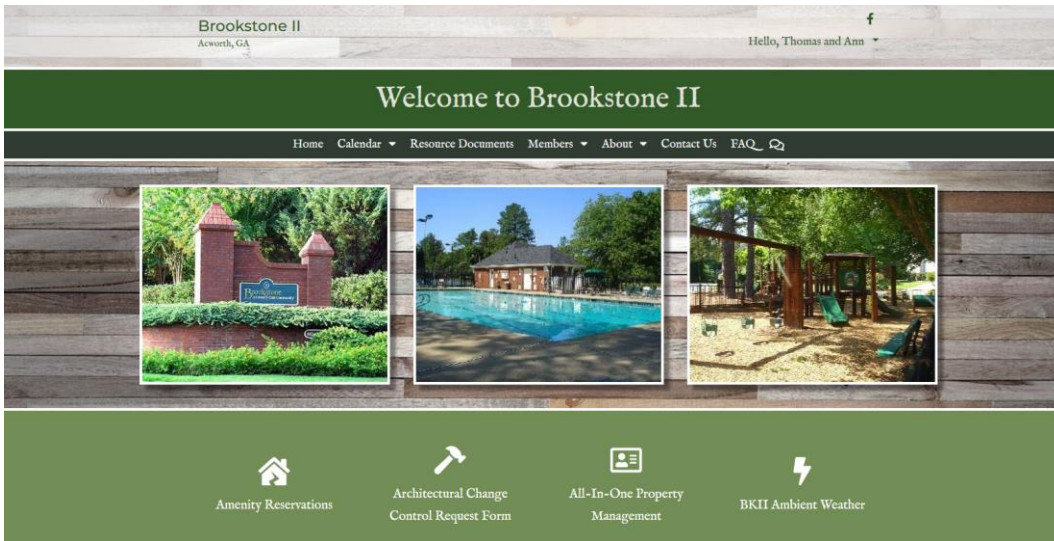 Brookstone II
Acworth, GA
Hello, Thomas and Ann
Welcome to Brookstone II
Home Calendar Resource Documents Members About Contact Us FAQ
Brookstone
Amenity Reservations
Architectural Change
Control Request Form
All-In-One Property
Management
BKII Ambient Weather